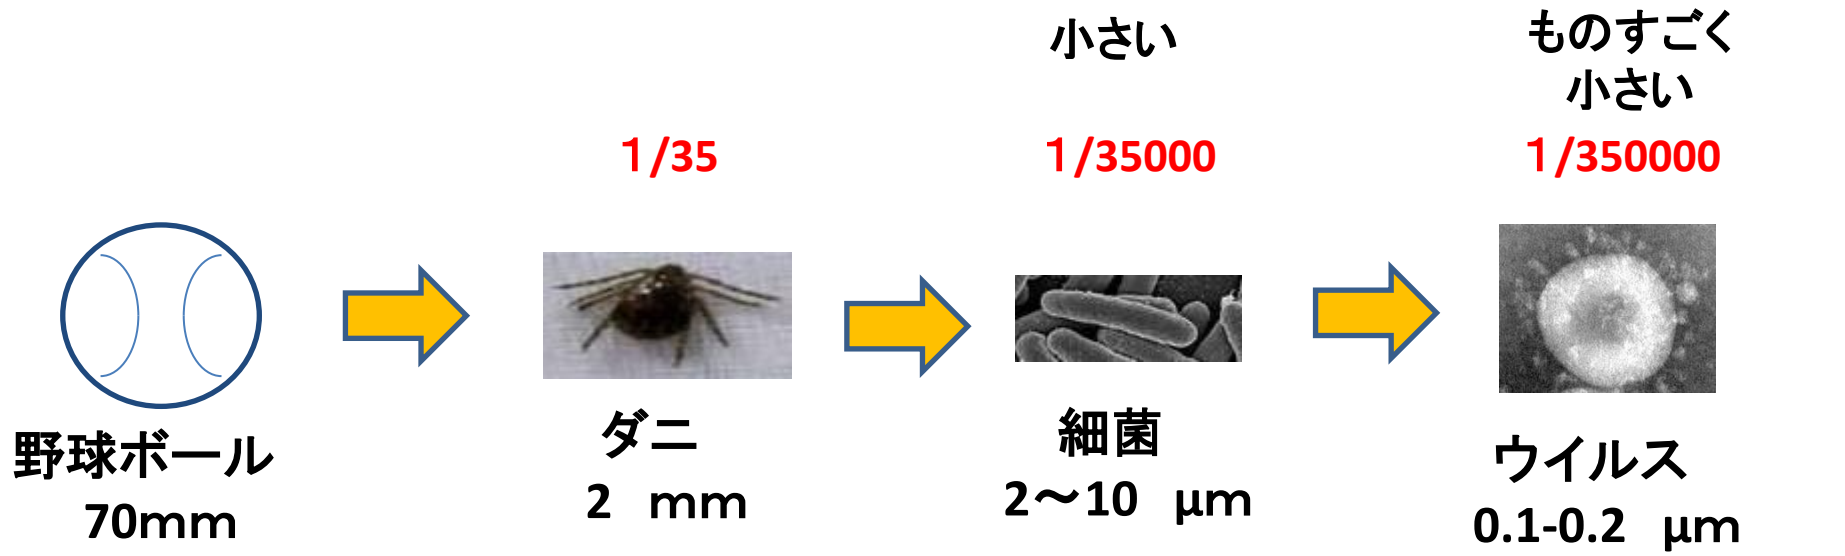 小さい
ものすごく
小さい
1/35
1/35000
1/350000
野球ボール
70mm
ダニ
2 mm
細菌
2～10 µm
ウイルス
0.1-0.2 µm